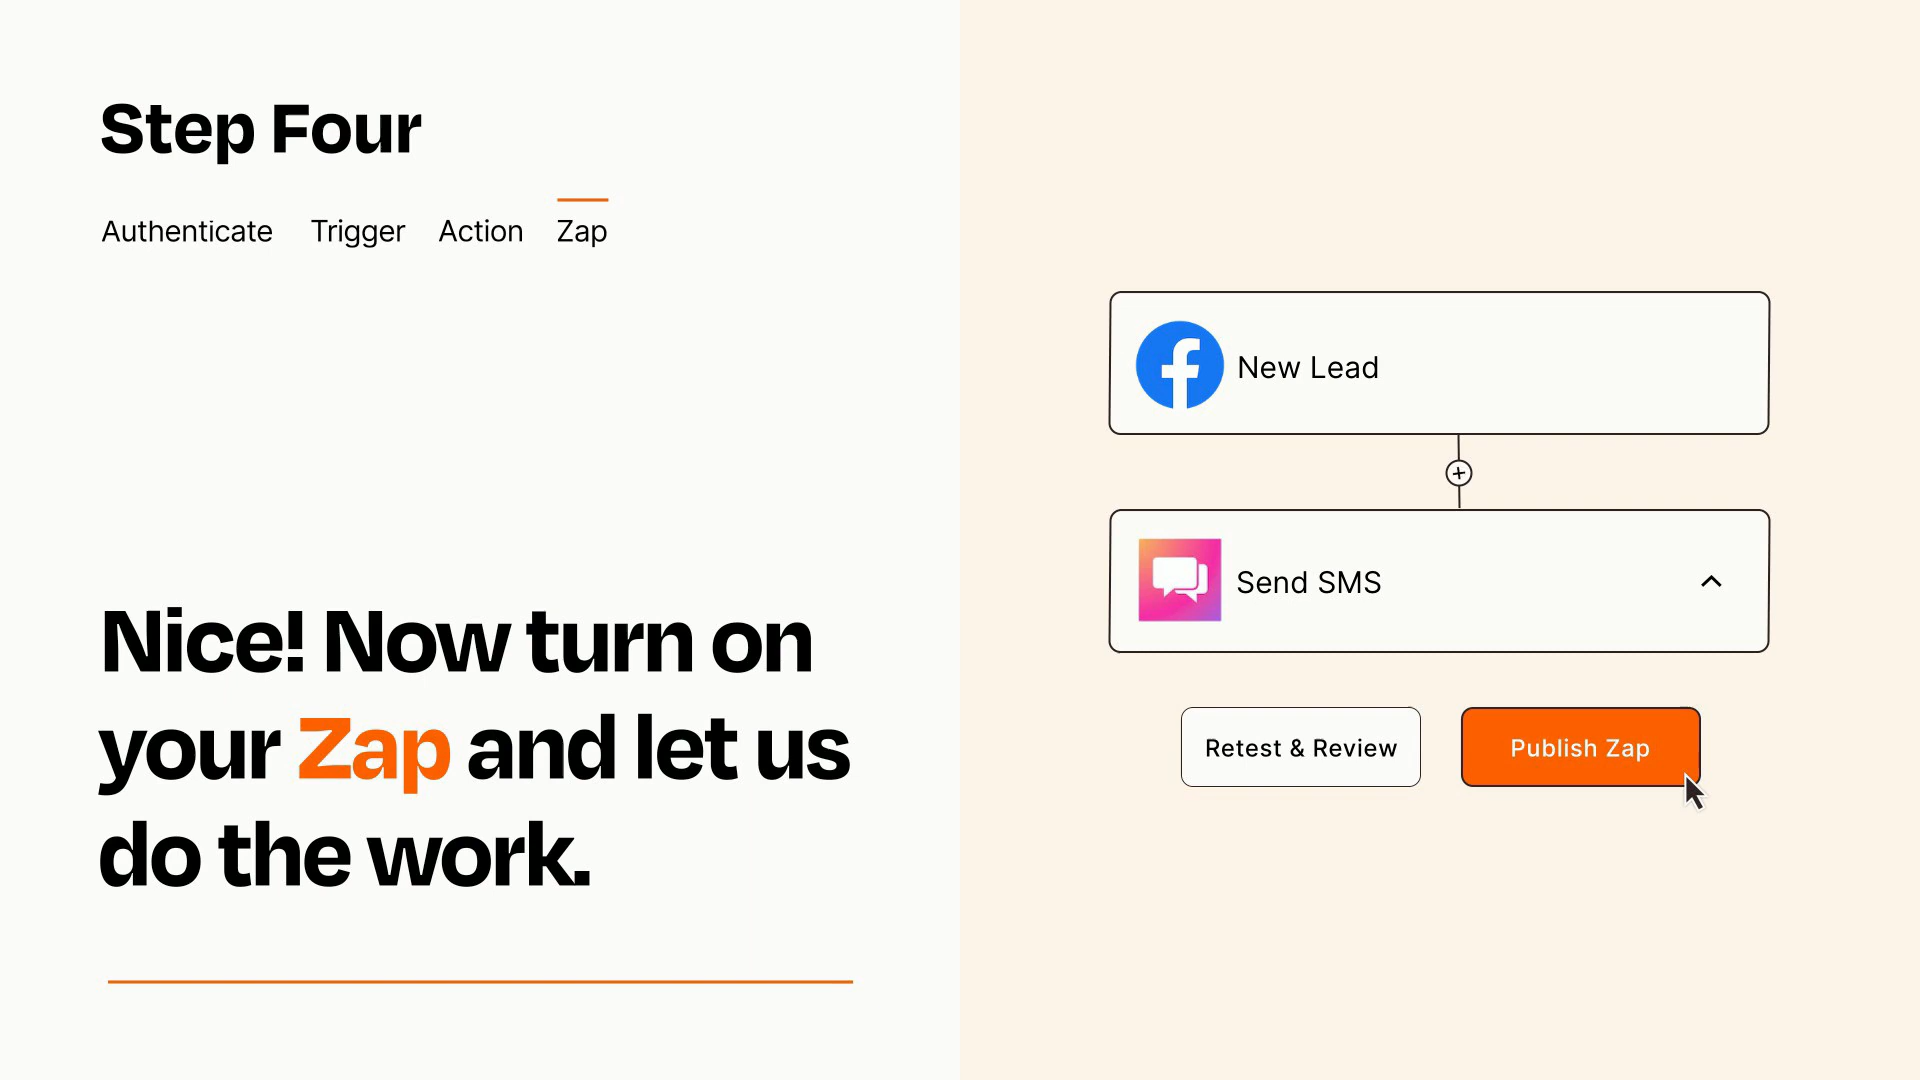 Step Four
Authenticate Trigger Action Zap
Nice! Now turn on
your Zap and let us
do the work.
New Lead
Send SMS
Retest & Review
Publish Zap